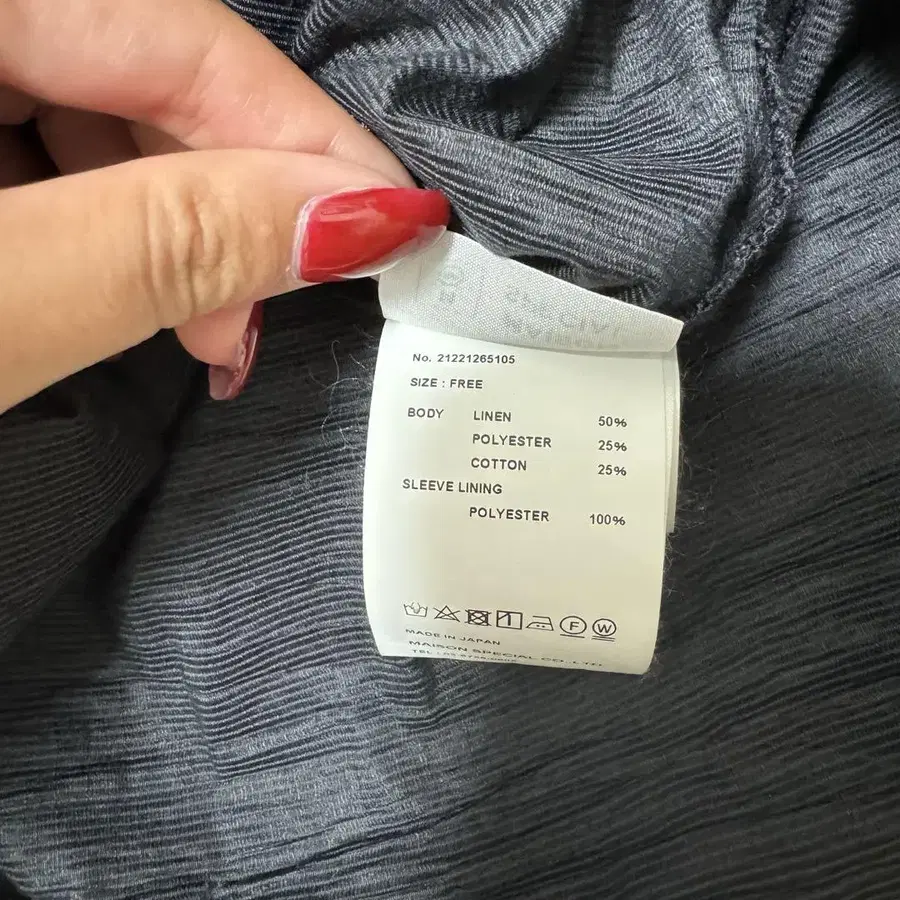 No. 21221265105
SIZE : FREE
BODY LINEN 50%
POLYESTER 25%
COTTON 25%
SLEEVE LINING
POLYESTER 100%
F W
MADE IN JAPAN
MAISON SPECIAL CO.,LTD.
TEL